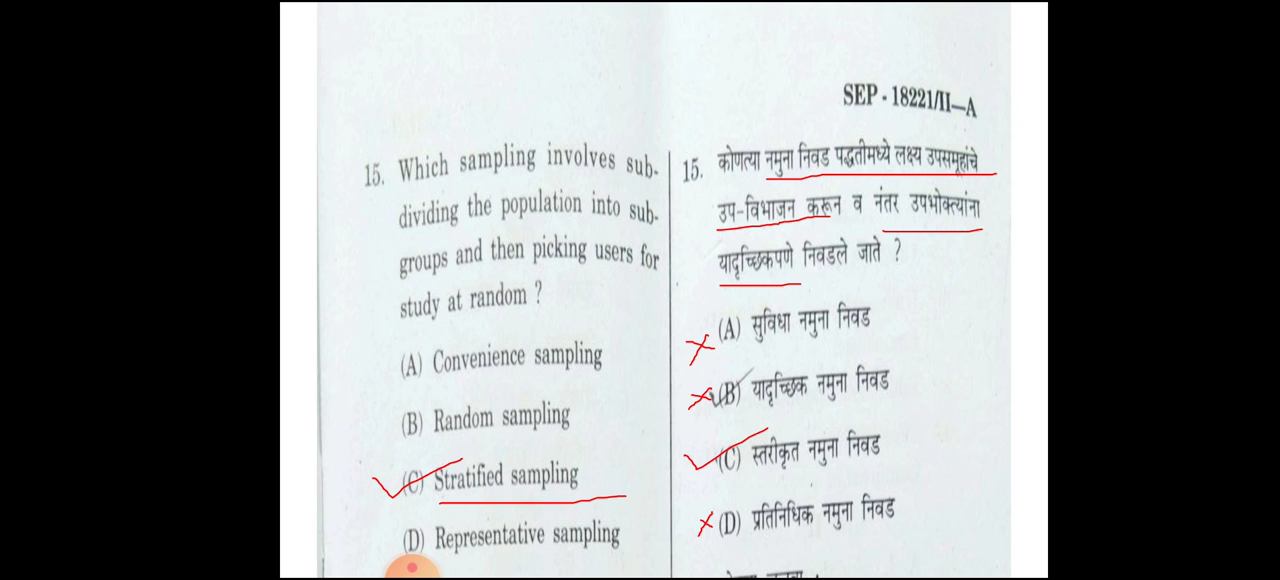 SEP - 18221/II—A
15. Which sampling involves sub-
dividing the population into sub-
groups and then picking users for
study at random ?
(A) Convenience sampling
(B) Random sampling
(C) Stratified sampling
(D) Representative sampling
15. कोणत्या नमुना निवड पद्धतीमध्ये लक्ष्य उपसमूहांचे
उप-विभाजन करून व नंतर उपभोक्त्यांना
यादृच्छिकपणे निवडले जाते ?
(A) सुविधा नमुना निवड
(B) यादृच्छिक नमुना निवड
(C) स्तरीकृत नमुना निवड
(D) प्रतिनिधिक नमुना निवड